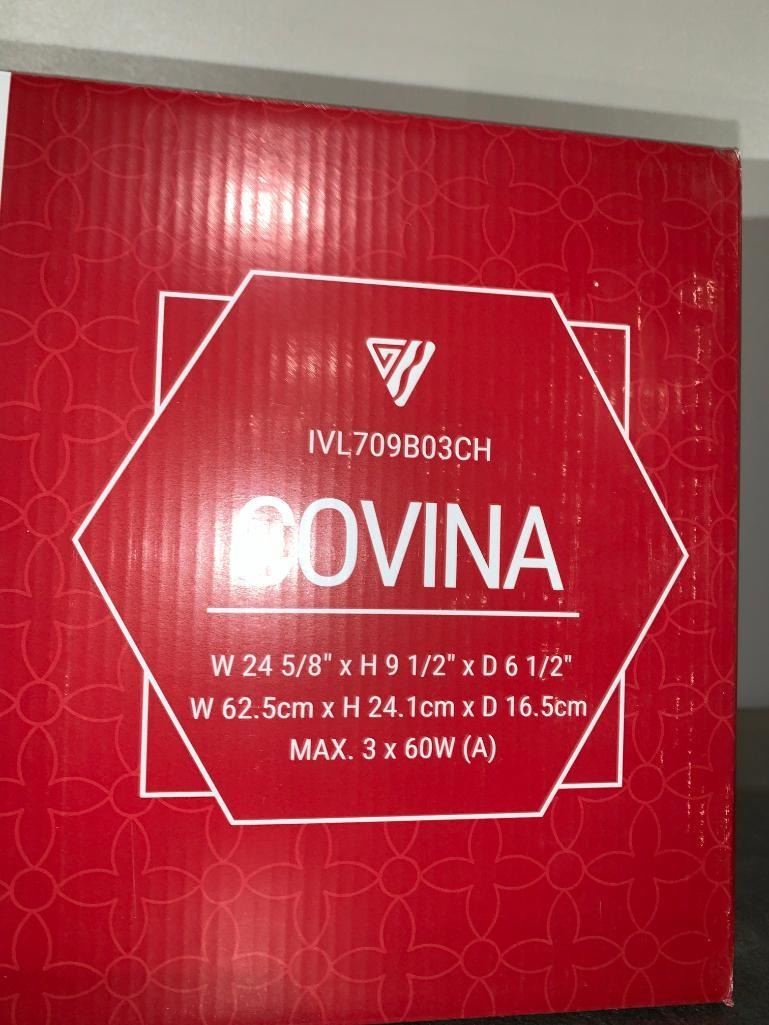 IVL709B03CH
COVINA
W 24 5/8" x H 9 1/2" x D 6 1/2"
W 62.5cm x H 24.1cm x D 16.5cm
MAX. 3 x 60W (A)